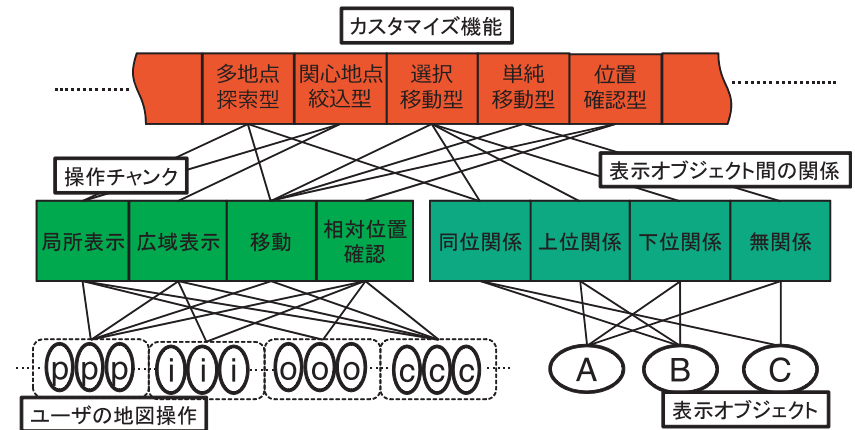 カスタマイズ機能
多地点
探索型
関心地点
絞込型
選択
移動型
単純
移動型
位置
確認型
操作チャンク
表示オブジェクト間の関係
局所表示
広域表示
移動
相対位置
確認
同位関係
上位関係
下位関係
無関係
p p p
i i i
o o o
c c c
A
B
C
ユーザの地図操作
表示オブジェクト